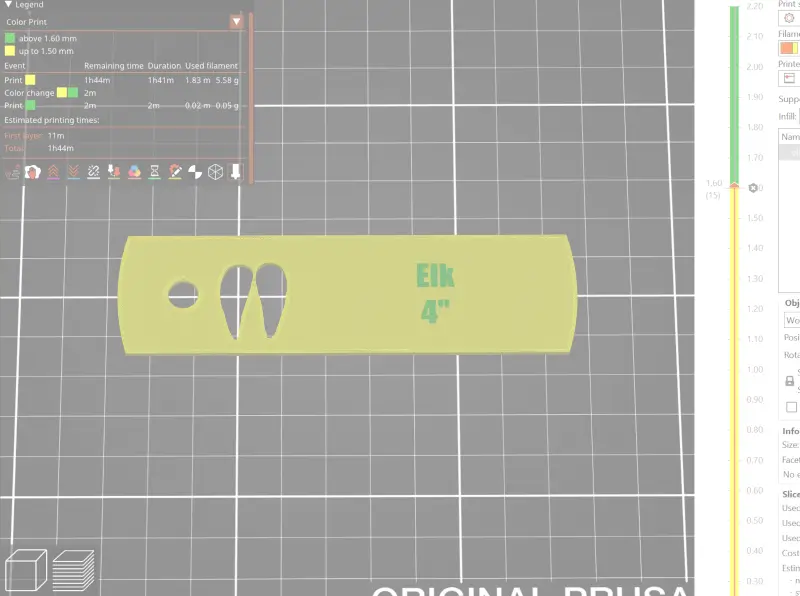 Legend
Color Print
above 1.60 mm
up to 1.50 mm
Event Remaining time Duration Used filament
Print 1h44m 1h41m 1.83 m 5.58 g
Color change 2m
Print 2m 2m 0.02 m 0.05 g
Estimated printing times:
First layer: 11m
Total: 1h44m
Elk
4"
ORIGINAL PRUSA
2.20
2.10
2.00
1.90
1.80
1.70
1.60
(15)
1.50
1.40
1.30
1.20
1.10
1.00
0.90
0.80
0.70
0.60
0.50
0.40
0.30
Print s
Filame
Printe
Suppo
Infill:
Nam
Obj
Wo
Posi
Rota
Info
Size:
Face
No e
Slice
Used
Used
Used
Cost
Estin